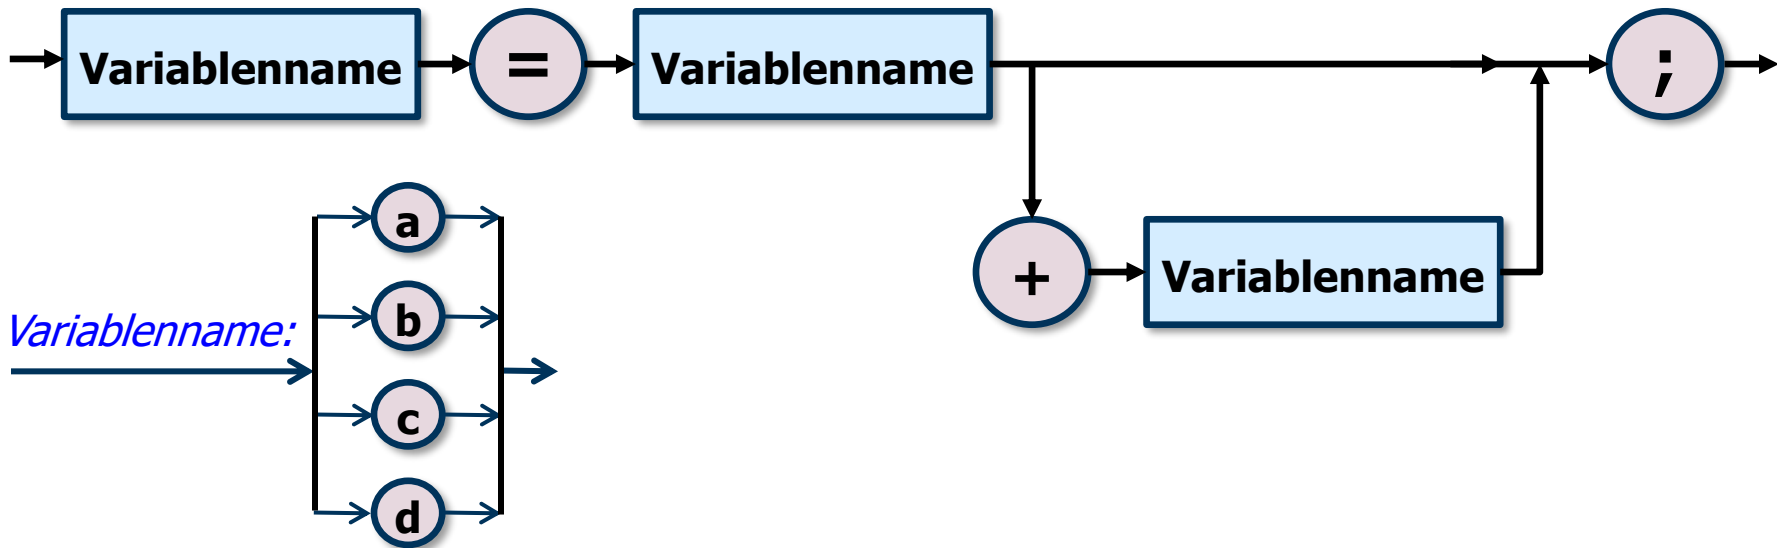 Variablenname = Variablenname ;
+ Variablenname
Variablenname:
a
b
c
d